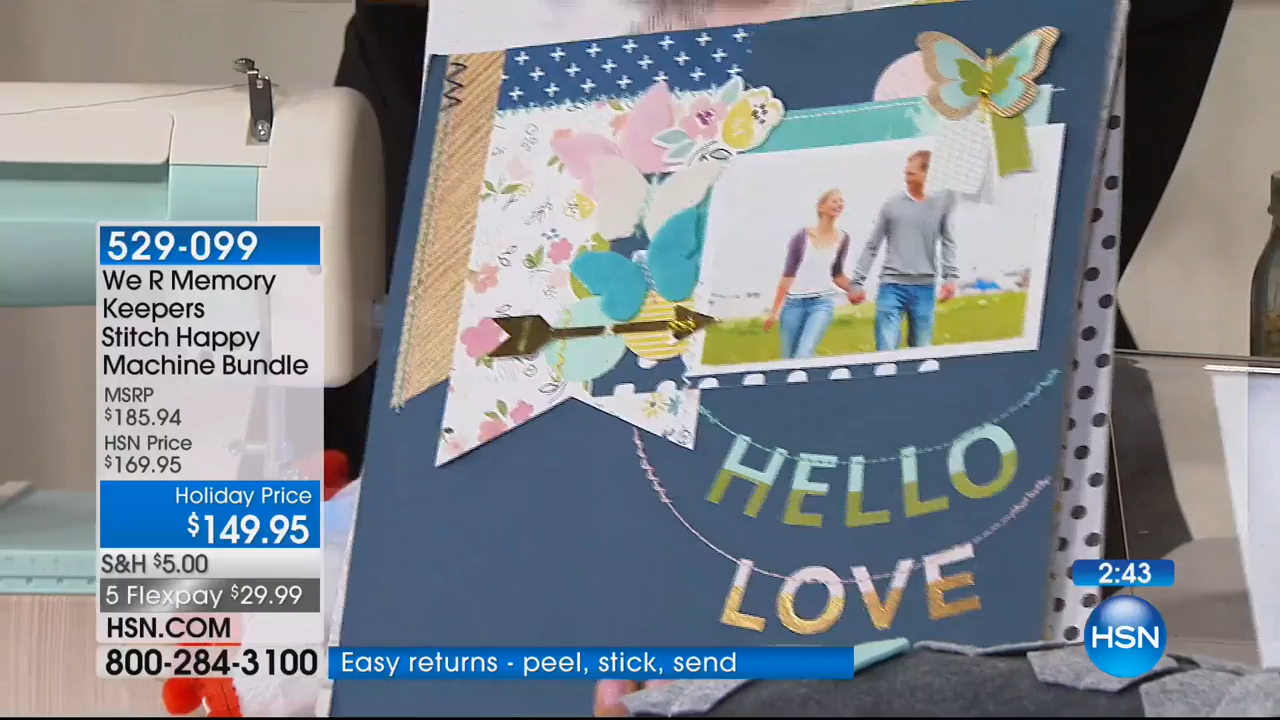 529-099
We R Memory
Keepers
Stitch Happy
Machine Bundle
MSRP
$185.94
HSN Price
$169.95
Holiday Price
$149.95
S&H $5.00
5 Flexpay $29.99
HSN.COM
800-284-3100
Easy returns - peel, stick, send
HELLO
LOVE
2:43
HSN